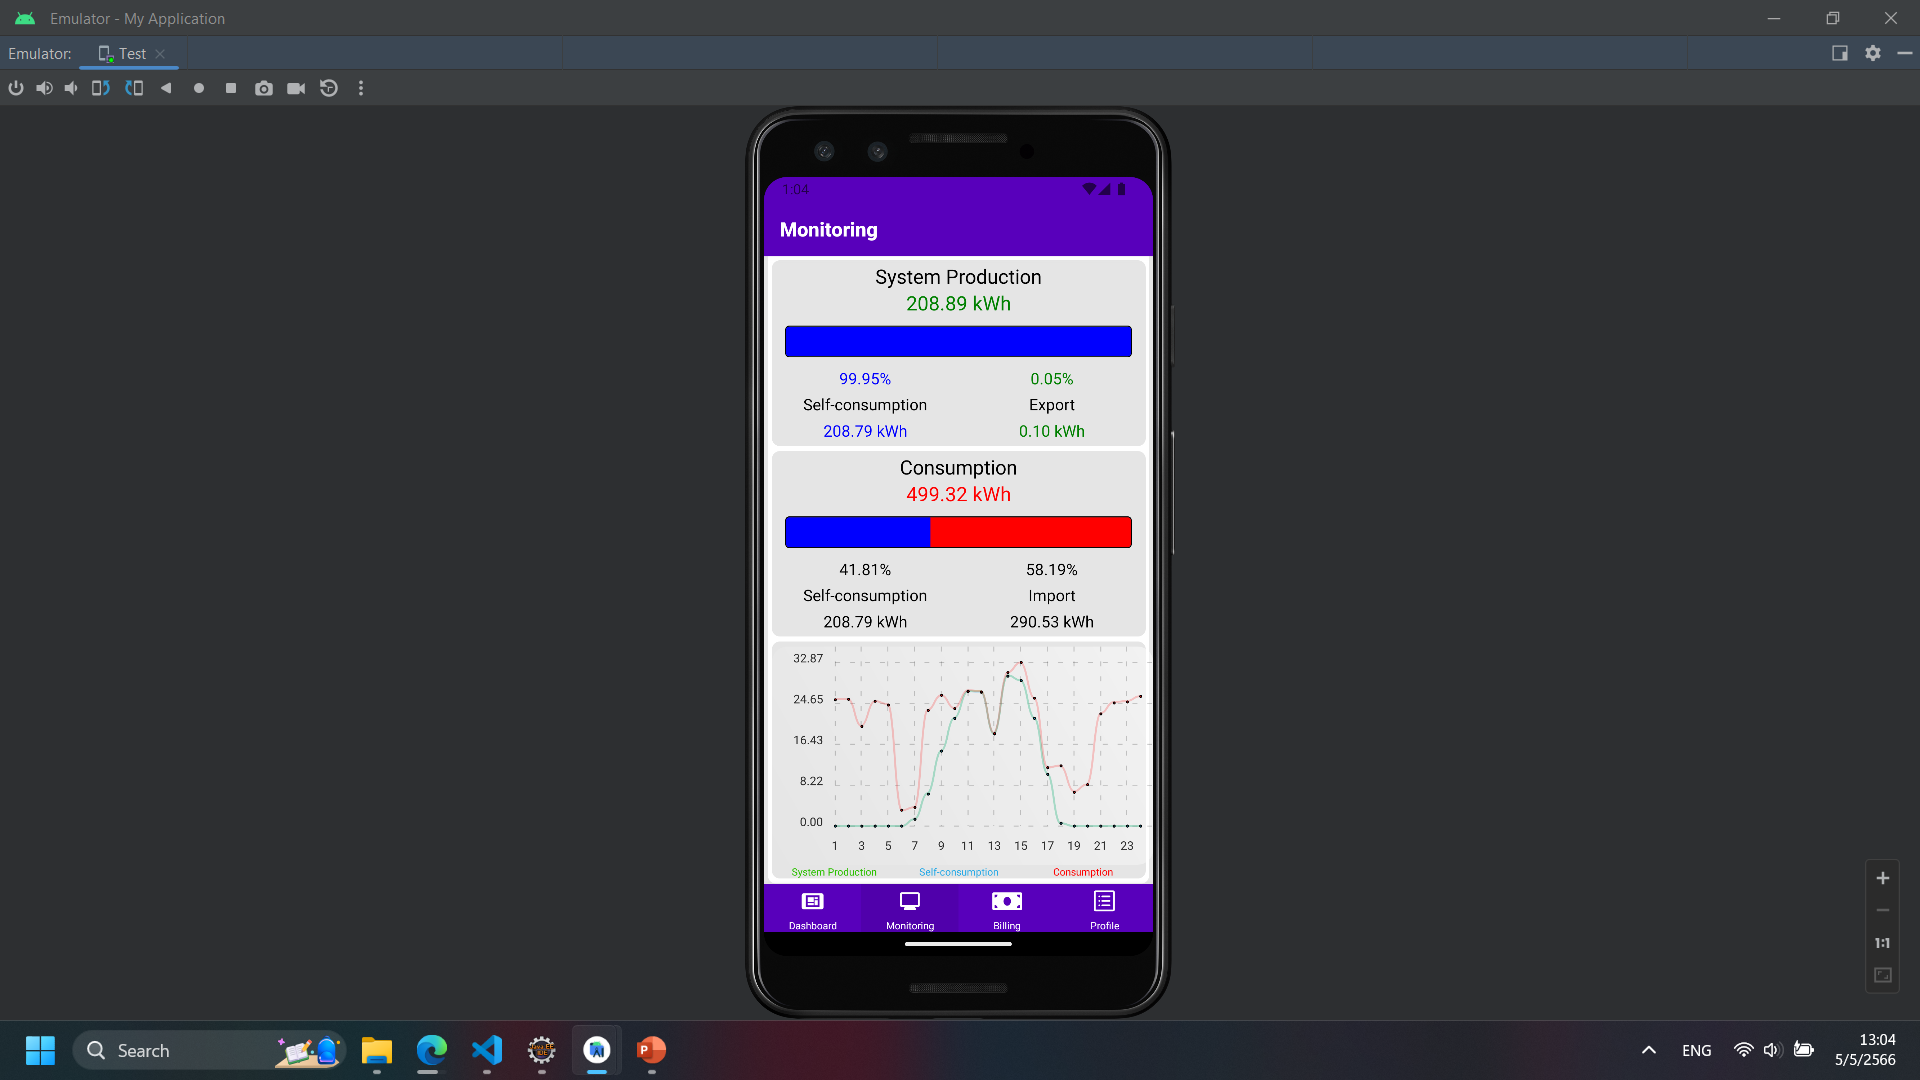 Emulator - My Application
Emulator: Test
1:04
Monitoring
System Production
208.89 kWh
99.95% 0.05%
Self-consumption Export
208.79 kWh 0.10 kWh
Consumption
499.32 kWh
41.81% 58.19%
Self-consumption Import
208.79 kWh 290.53 kWh
32.87
24.65
16.43
8.22
0.00
1 3 5 7 9 11 13 15 17 19 21 23
System Production Self-consumption Consumption
Dashboard Monitoring Billing Profile
1:1
Search
ENG
13:04
5/5/2566